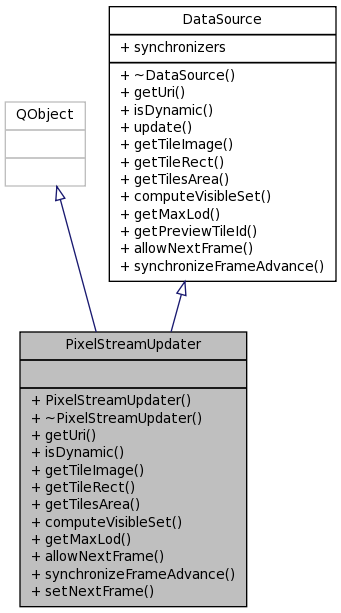 DataSource
+ synchronizers
+ ~DataSource()
+ getUri()
+ isDynamic()
+ update()
+ getTileImage()
+ getTileRect()
+ getTilesArea()
+ computeVisibleSet()
+ getMaxLod()
+ getPreviewTileId()
+ allowNextFrame()
+ synchronizeFrameAdvance()
QObject
PixelStreamUpdater
+ PixelStreamUpdater()
+ ~PixelStreamUpdater()
+ getUri()
+ isDynamic()
+ getTileImage()
+ getTileRect()
+ getTilesArea()
+ computeVisibleSet()
+ getMaxLod()
+ allowNextFrame()
+ synchronizeFrameAdvance()
+ setNextFrame()